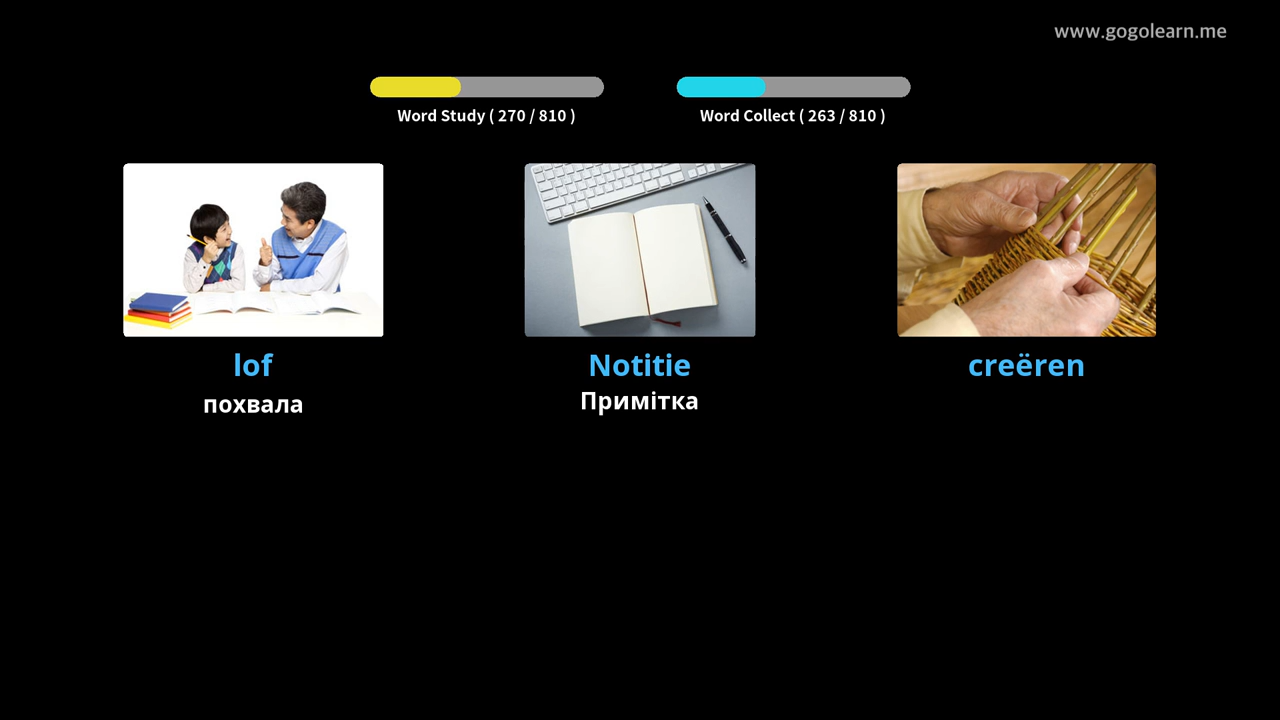 www.gogolearn.me
Word Study ( 270 / 810 )
Word Collect ( 263 / 810 )
lof
похвала
Notitie
Примітка
creëren